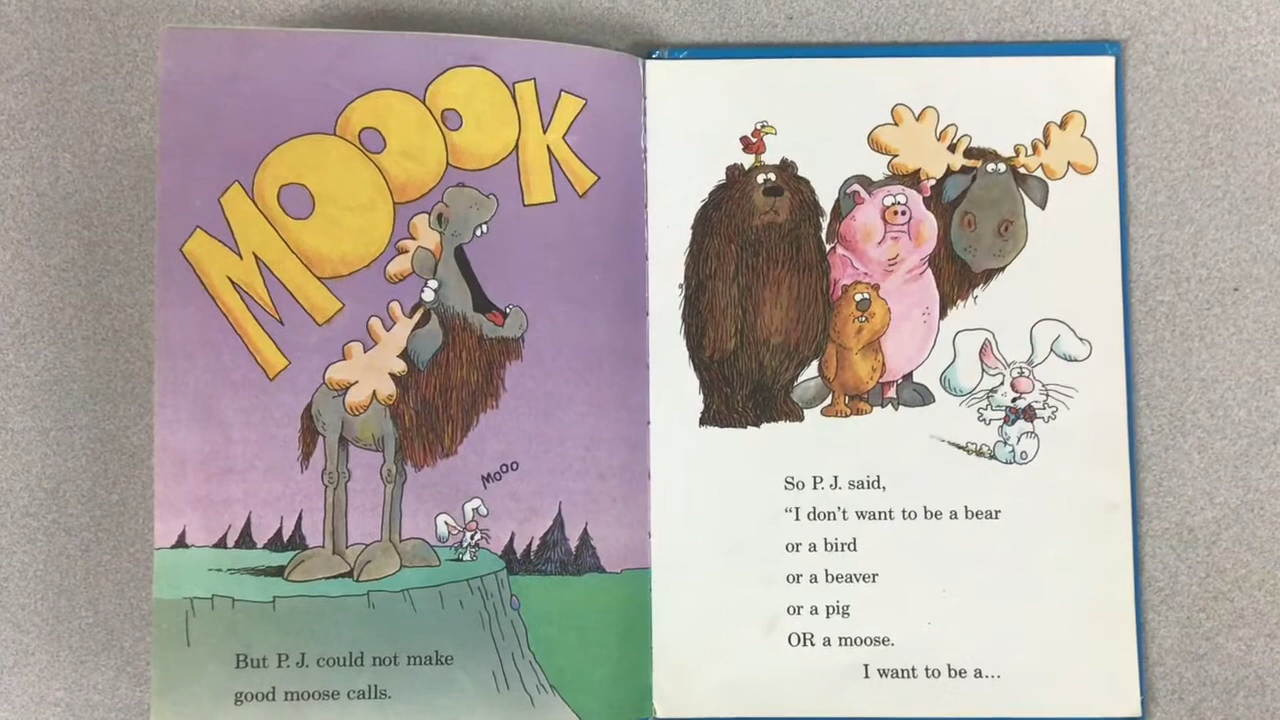 MOOOK
MOOO
But P. J. could not make
good moose calls.
So P. J. said,
“I don’t want to be a bear
or a bird
or a beaver
or a pig
OR a moose.
I want to be a...